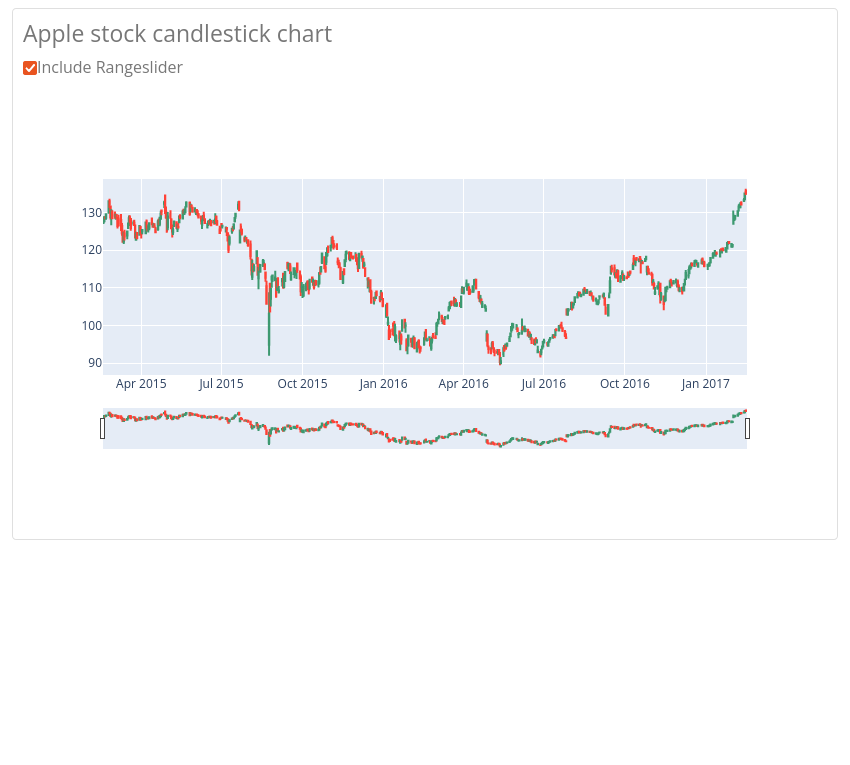 Apple stock candlestick chart
Include Rangeslider
130
120
110
100
90
Apr 2015 Jul 2015 Oct 2015 Jan 2016 Apr 2016 Jul 2016 Oct 2016 Jan 2017